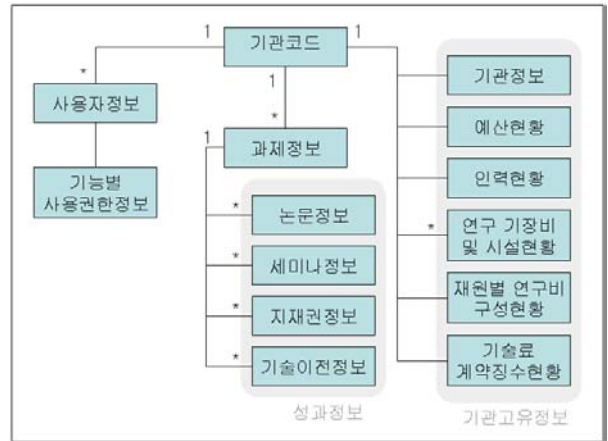 1
기관코드
1
*
1
사용자정보
*
1
과제정보
기능별
사용권한정보
*
논문정보
*
세미나정보
*
지재권정보
*
기술이전정보
성과정보
기관정보
예산현황
인력현황
*
연구 기장비
및 시설현황
재원별 연구비
구성현황
기술료
계약징수현황
기관고유정보